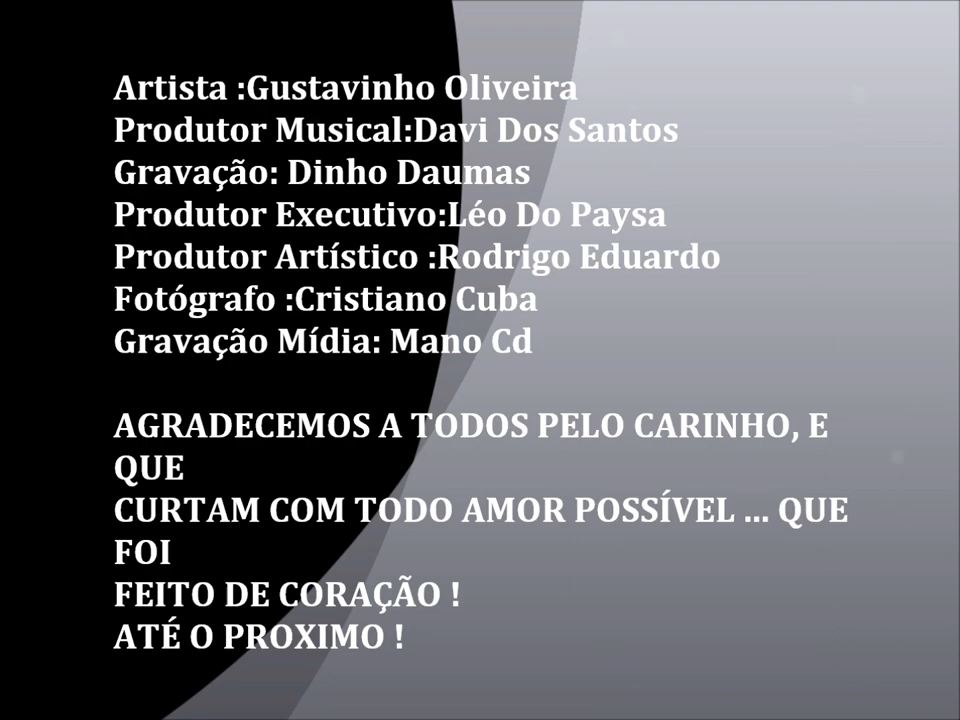 Artista :Gustavinho Oliveira
Produtor Musical:Davi Dos Santos
Gravação: Dinho Daumas
Produtor Executivo:Léo Do Paysa
Produtor Artístico :Rodrigo Eduardo
Fotógrafo :Cristiano Cuba
Gravação Mídia: Mano Cd
AGRADECEMOS A TODOS PELO CARINHO, E
QUE
CURTAM COM TODO AMOR POSSÍVEL ... QUE
FOI
FEITO DE CORAÇÃO !
ATÉ O PROXIMO !